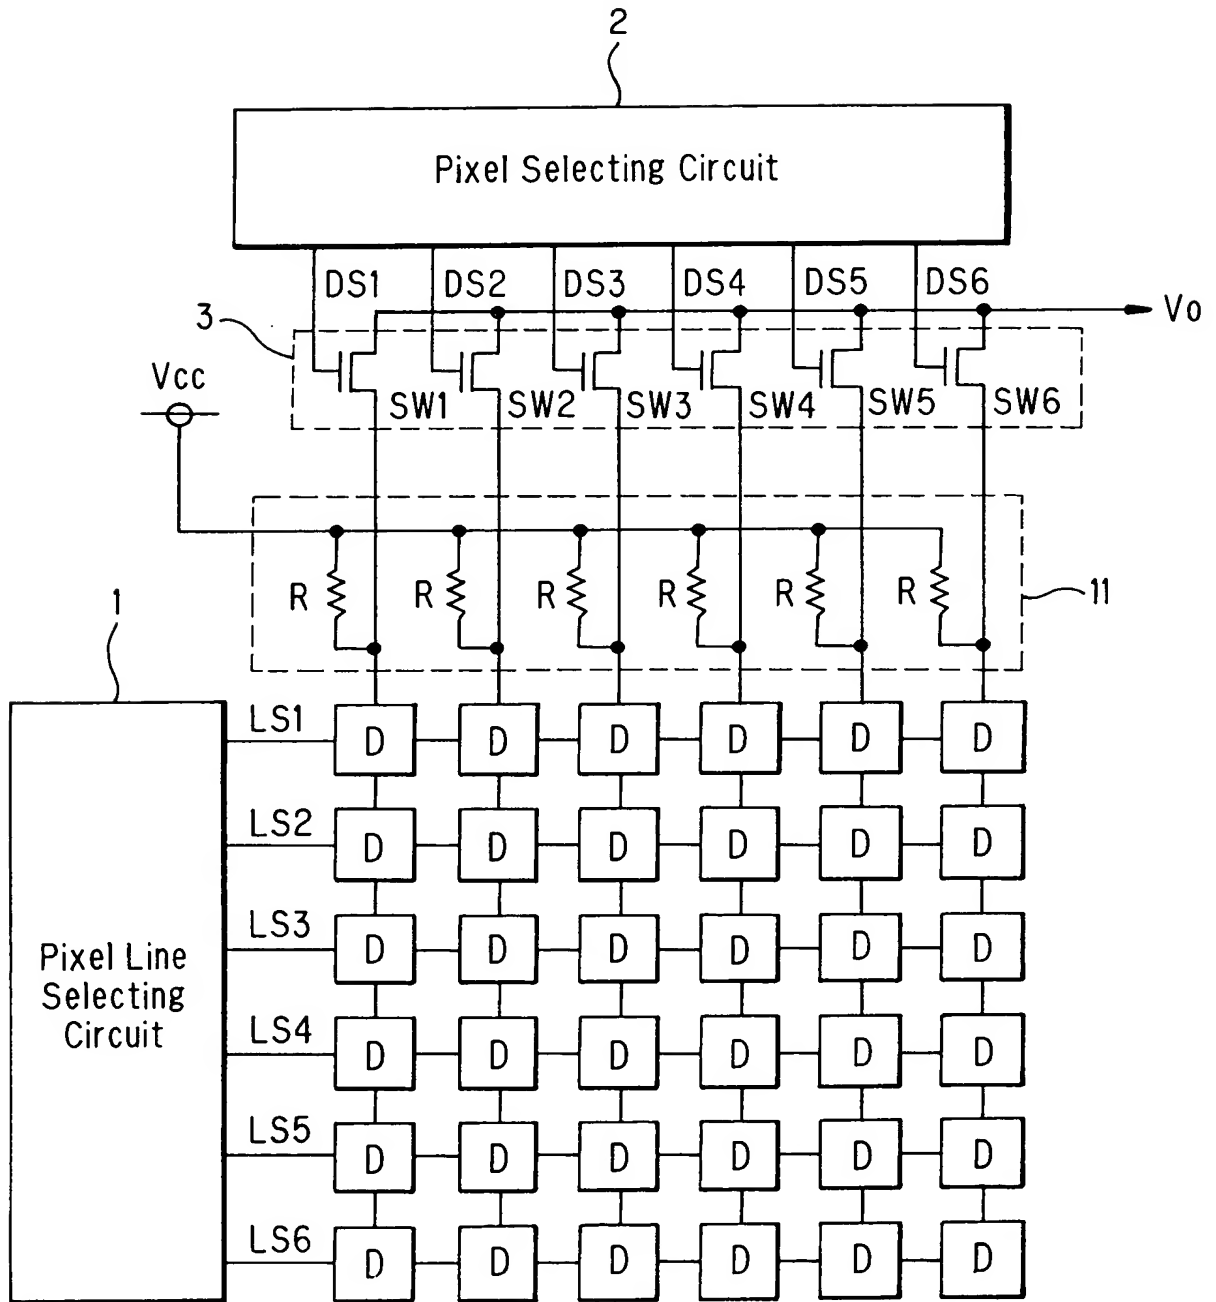 2
Pixel Selecting Circuit
DS1 DS2 DS3 DS4 DS5 DS6
3
Vo
Vcc
SW1 SW2 SW3 SW4 SW5 SW6
R R R R R R
11
1
LS1 D D D D D D
LS2 D D D D D D
LS3 D D D D D D
Pixel Line
Selecting
Circuit
LS4 D D D D D D
LS5 D D D D D D
LS6 D D D D D D